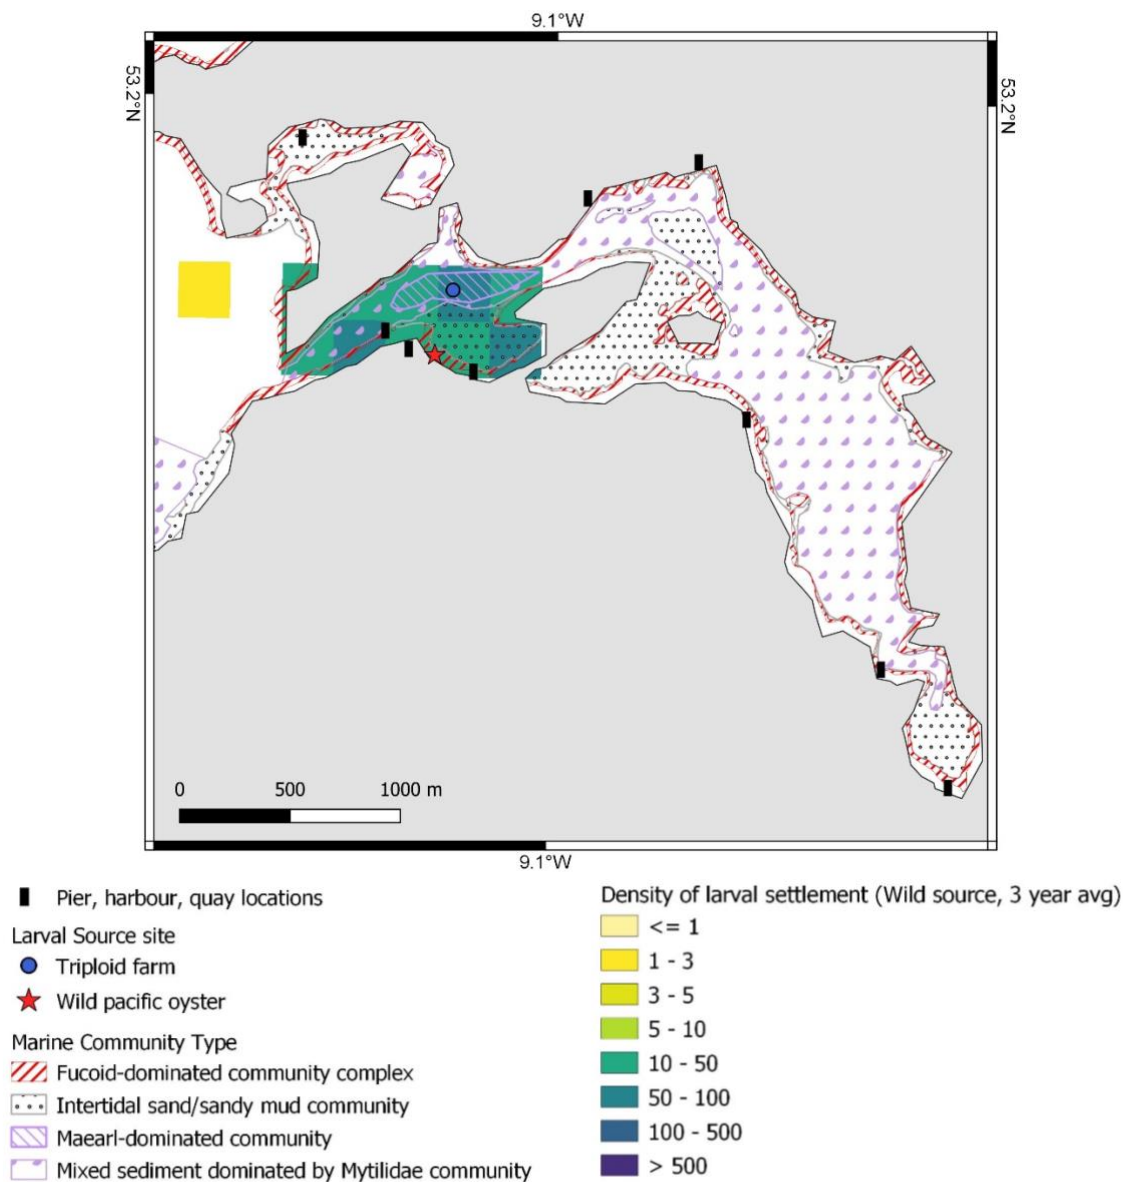 9.1°W
53.2°N
53.2°N
0 500 1000 m
9.1°W
Pier, harbour, quay locations
Larval Source site
Triploid farm
Wild pacific oyster
Marine Community Type
Fucoid-dominated community complex
Intertidal sand/sandy mud community
Maearl-dominated community
Mixed sediment dominated by Mytilidae community
Density of larval settlement (Wild source, 3 year avg)
<= 1
1 - 3
3 - 5
5 - 10
10 - 50
50 - 100
100 - 500
> 500